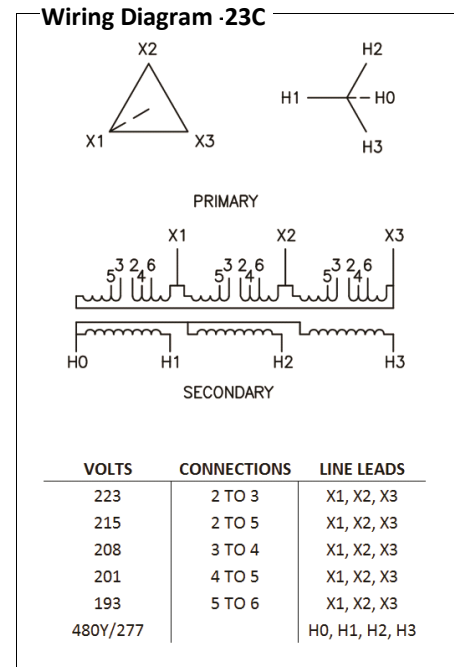 Wiring Diagram -23C
X2
X1
X3
H2
H1
H0
H3
PRIMARY
X1 X2 X3
5 3 2 4 6 5 3 2 4 6 5 3 2 4 6
H0 H1 H2 H3
SECONDARY
VOLTS CONNECTIONS LINE LEADS
223 2 TO 3 X1, X2, X3
215 2 TO 5 X1, X2, X3
208 3 TO 4 X1, X2, X3
201 4 TO 5 X1, X2, X3
193 5 TO 6 X1, X2, X3
480Y/277 H0, H1, H2, H3